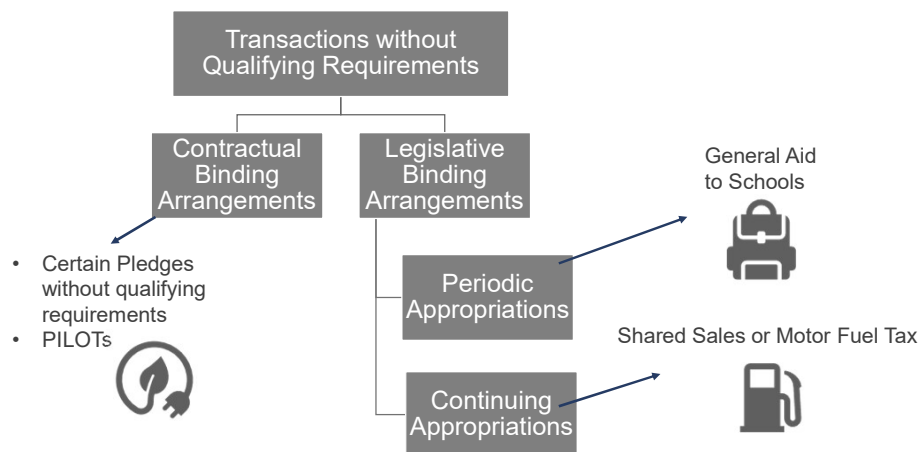 Transactions without
Qualifying Requirements
Contractual
Binding
Arrangements
Legislative
Binding
Arrangements
General Aid
to Schools
• Certain Pledges
without qualifying
requirements
• PILOTs
Periodic
Appropriations
Shared Sales or Motor Fuel Tax
Continuing
Appropriations